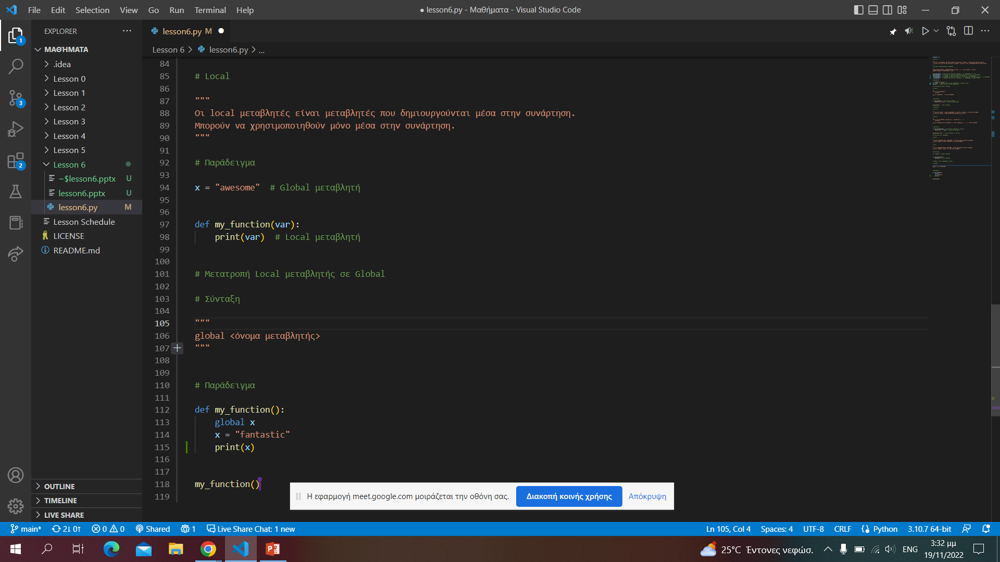 File Edit Selection View Go Run Terminal Help
● lesson6.py - Μαθήματα - Visual Studio Code
EXPLORER
ΜΑΘΉΜΑΤΑ
.idea
Lesson 0
Lesson 1
Lesson 2
Lesson 3
Lesson 4
Lesson 5
Lesson 6
~$lesson6.pptx U
lesson6.pptx U
lesson6.py M
Lesson Schedule
LICENSE
README.md
OUTLINE
TIMELINE
LIVE SHARE
1
3
2
lesson6.py M
Lesson 6 > lesson6.py > ...
84
85 # Local
86
87 """
88 Οι local μεταβλητές είναι μεταβλητές που δημιουργούνται μέσα στην συνάρτηση.
89 Μπορούν να χρησιμοποιηθούν μόνο μέσα στην συνάρτηση.
90 """
91
92 # Παράδειγμα
93
94 x = "awesome"  # Global μεταβλητή
95
96
97 def my_function(var):
98     print(var)  # Local μεταβλητή
99
100
101 # Μετατροπή Local μεταβλητής σε Global
102
103 # Σύνταξη
104
105 """
106 global <όνομα μεταβλητής>
107 """
108
109
110 # Παράδειγμα
111
112 def my_function():
113     global x
114     x = "fantastic"
115     print(x)
116
117
118 my_function()
119
Η εφαρμογή meet.google.com μοιράζεται την οθόνη σας. Διακοπή κοινής χρήσης Απόκρυψη
main* 2↓ 0↑ 0 0 Shared 1 Live Share Chat: 1 new Ln 105, Col 4 Spaces: 4 UTF-8 CRLF Python 3.10.7 64-bit
25°C Έντονες νεφώσ. ENG 3:32 μμ
19/11/2022